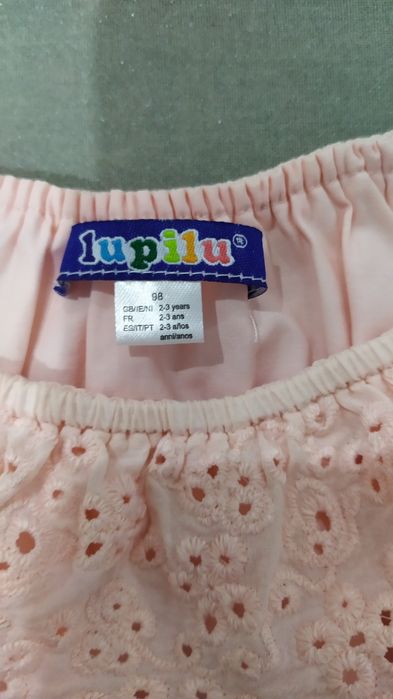 lupilu®
98
GB/IE/NI 2-3 years
FR 2-3 ans
ES/IT/PT 2-3 años
anni/anos